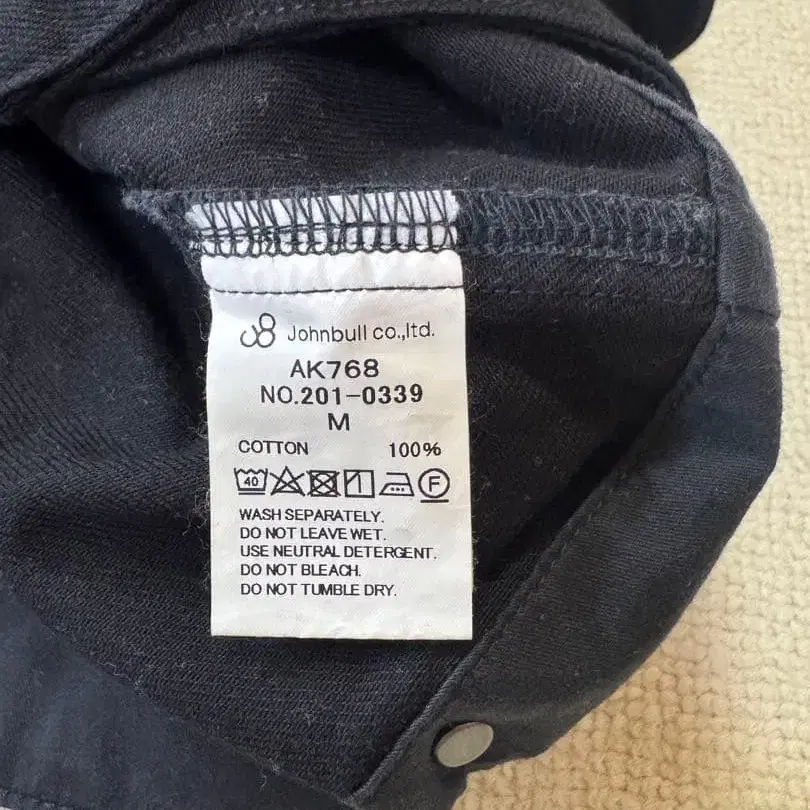 Johnbull co.,ltd.
AK768
NO.201-0339
M
COTTON 100%
40 F
WASH SEPARATELY.
DO NOT LEAVE WET.
USE NEUTRAL DETERGENT.
DO NOT BLEACH.
DO NOT TUMBLE DRY.